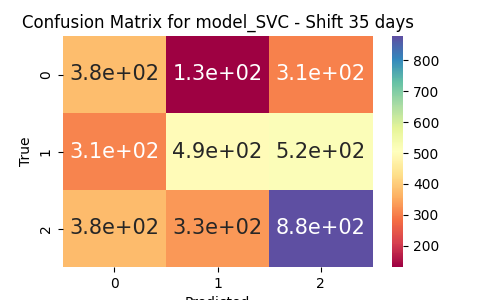 Confusion Matrix for model_SVC - Shift 35 days
0 3.8e+02 1.3e+02 3.1e+02
1 3.1e+02 4.9e+02 5.2e+02
2 3.8e+02 3.3e+02 8.8e+02
True
0 1 2
Predicted
800
700
600
500
400
300
200